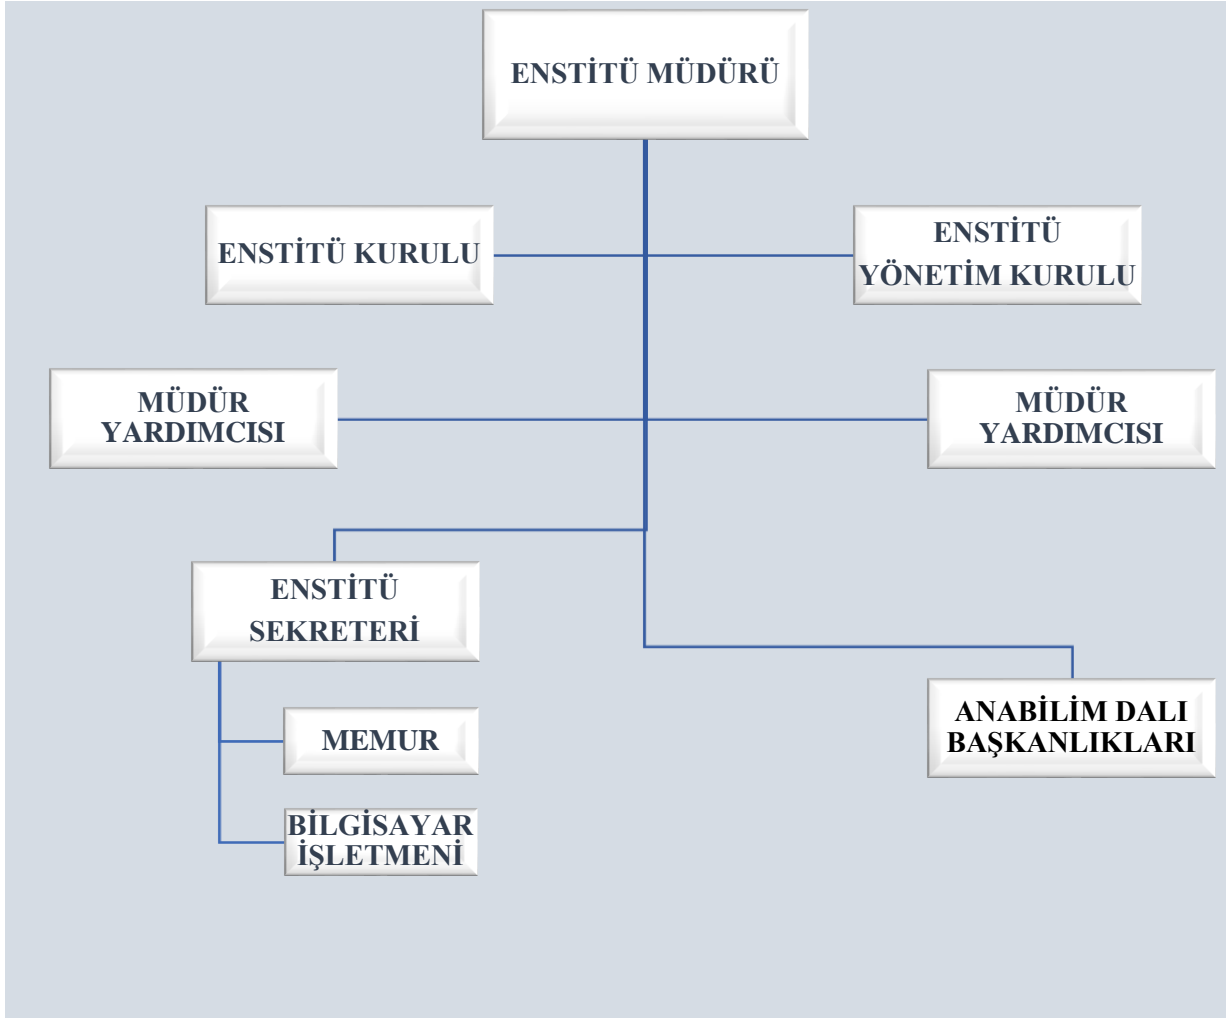 ENSTİTÜ MÜDÜRÜ
ENSTİTÜ KURULU
ENSTİTÜ
YÖNETİM KURULU
MÜDÜR
YARDIMCISI
MÜDÜR
YARDIMCISI
ENSTİTÜ
SEKRETERİ
MEMUR
BİLGİSAYAR
İŞLETMENİ
ANABİLİM DALI
BAŞKANLIKLARI